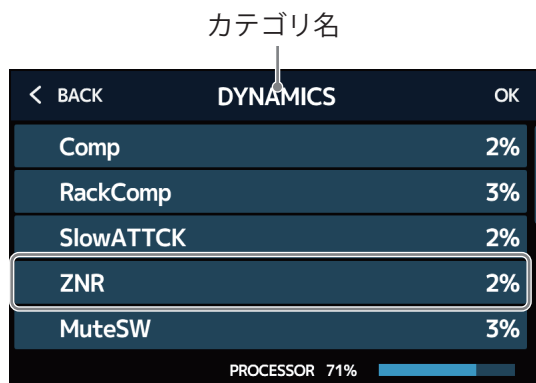 カテゴリ名
BACK DYNAMICS OK
Comp 2%
RackComp 3%
SlowATTCK 2%
ZNR 2%
MuteSW 3%
PROCESSOR 71%